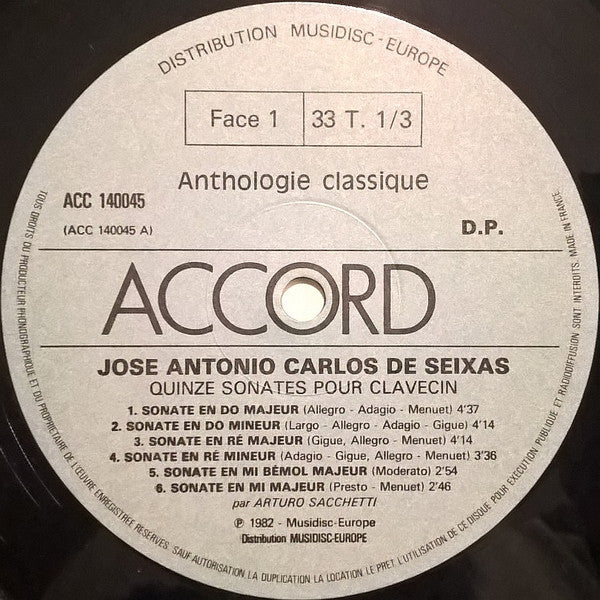 DISTRIBUTION MUSIDISC - EUROPE
Face 1 33 T. 1/3
Anthologie classique
ACC 140045
(ACC 140045 A)
D.P.
ACCORD
JOSE ANTONIO CARLOS DE SEIXAS
QUINZE SONATES POUR CLAVECIN
1. SONATE EN DO MAJEUR (Allegro - Adagio - Menuet) 4'37
2. SONATE EN DO MINEUR (Largo - Allegro - Adagio - Gigue) 4'14
3. SONATE EN RÉ MAJEUR (Gigue, Allegro - Menuet) 4'14
4. SONATE EN RÉ MINEUR (Adagio - Gigue, Allegro - Menuet) 3'36
5. SONATE EN MI BÉMOL MAJEUR (Moderato) 2'54
6. SONATE EN MI MAJEUR (Presto - Menuet) 2'46
par ARTURO SACCHETTI
℗ 1982 - Musidisc-Europe
Distribution MUSIDISC-EUROPE
TOUS DROITS DU PRODUCTEUR PHONOGRAPHIQUE ET DU PROPRIETAIRE DE L'ŒUVRE ENREGISTRÉE RÉSERVÉS. SAUF AUTORISATION, LA DUPLICATION, LA LOCATION, LE PRET, L'UTILISATION DE CE DISQUE POUR EXÉCUTION PUBLIQUE ET RADIODIFFUSION SONT INTERDITS. MADE IN FRANCE